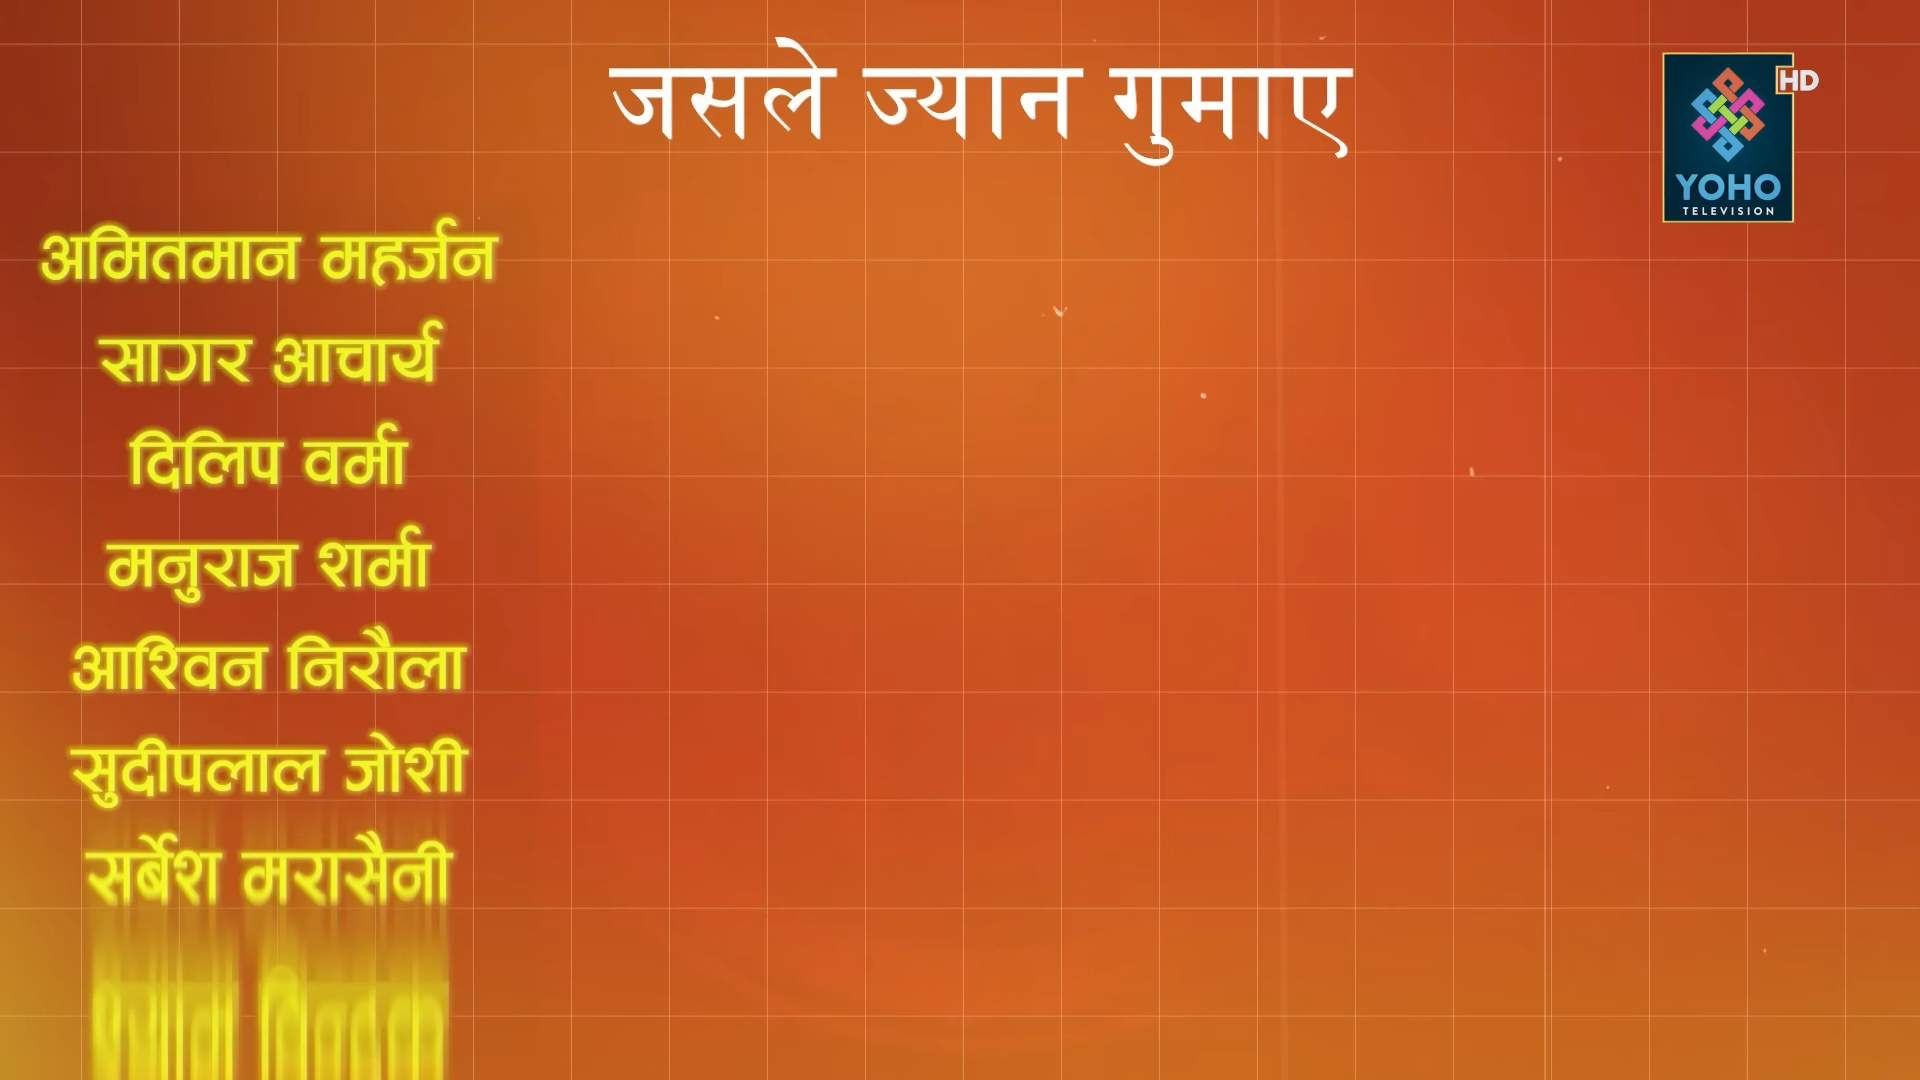 जसले ज्यान गुमाए
HD
YOHO
TELEVISION
अमितमान महर्जन
सागर आचार्य
दिलिप वर्मा
मनुराज शर्मा
आश्विन निरौला
सुदीपलाल जोशी
सर्बेश मरासैनी